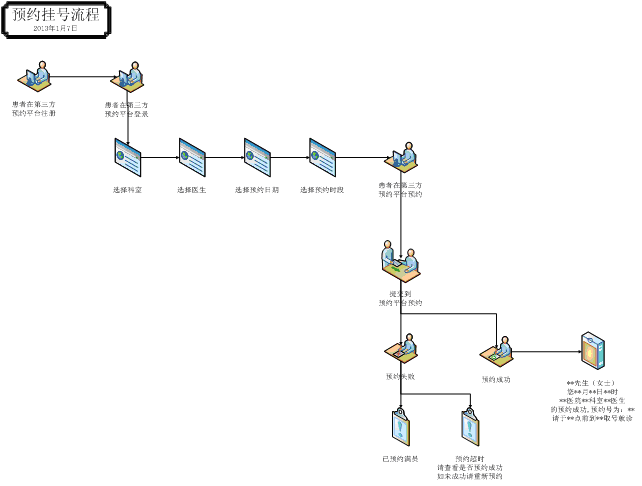 预约挂号流程
2013年1月7日
患者在第三方
预约平台注册
患者在第三方
预约平台登录
选择科室
选择医生
选择预约日期
选择预约时段
患者在第三方
预约平台预约
提交到
预约平台预约
预约失败
预约成功
**先生（女士）
您**月**日**时
**医院**科室**医生
的预约成功,预约号为：**
请于**点前到**取号就诊
已预约满员
预约超时
请查看是否预约成功
如未成功请重新预约